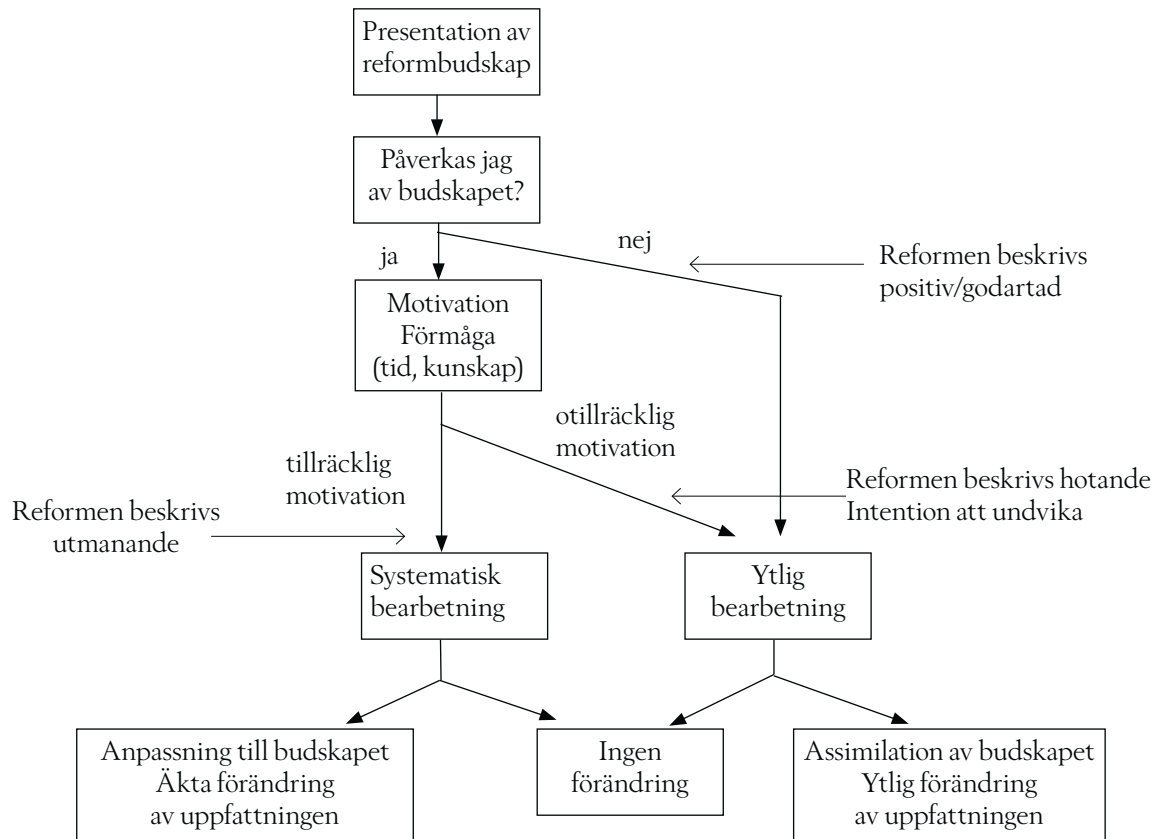 Presentation av
reformbudskap
Påverkas jag
av budskapet?
ja
nej
Reformen beskrivs
positiv/godartad
Motivation
Förmåga
(tid, kunskap)
otillräcklig
motivation
tillräcklig
motivation
Reformen beskrivs hotande
Intention att undvika
Reformen beskrivs
utmanande
Systematisk
bearbetning
Ytlig
bearbetning
Anpassning till budskapet
Äkta förändring
av uppfattningen
Ingen
förändring
Assimilation av budskapet
Ytlig förändring
av uppfattningen